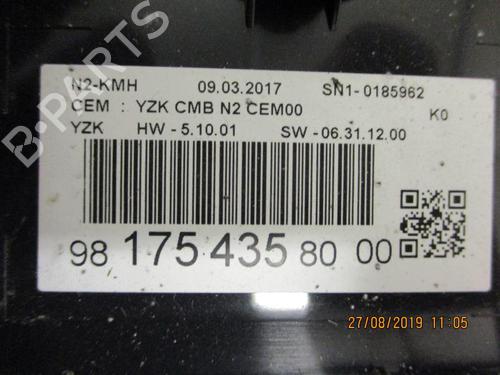 N2-KMH 09.03.2017 SN1- 0185962
CEM : YZK CMB N2 CEM00 K0
YZK HW - 5.10.01 SW - 06.31.12.00
98 175 435 80 00
27/08/2019 11:05
B-PARTS